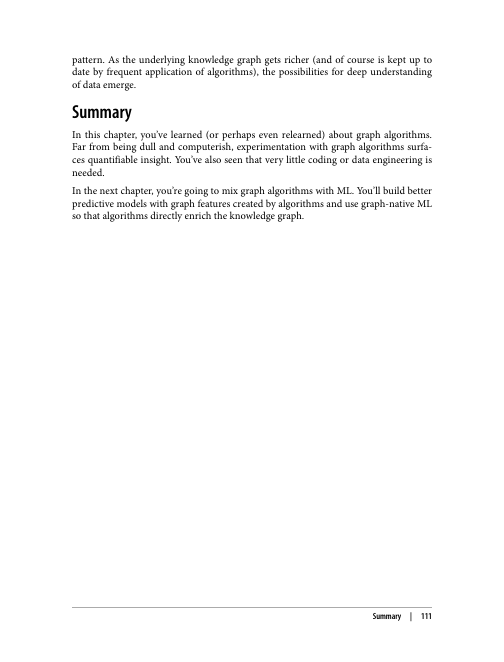 pattern. As the underlying knowledge graph gets richer (and of course is kept up to
date by frequent application of algorithms), the possibilities for deep understanding
of data emerge.
Summary
In this chapter, you’ve learned (or perhaps even relearned) about graph algorithms.
Far from being dull and computerish, experimentation with graph algorithms surfa‐
ces quantifiable insight. You’ve also seen that very little coding or data engineering is
needed.
In the next chapter, you’re going to mix graph algorithms with ML. You’ll build better
predictive models with graph features created by algorithms and use graph-native ML
so that algorithms directly enrich the knowledge graph.
Summary | 111